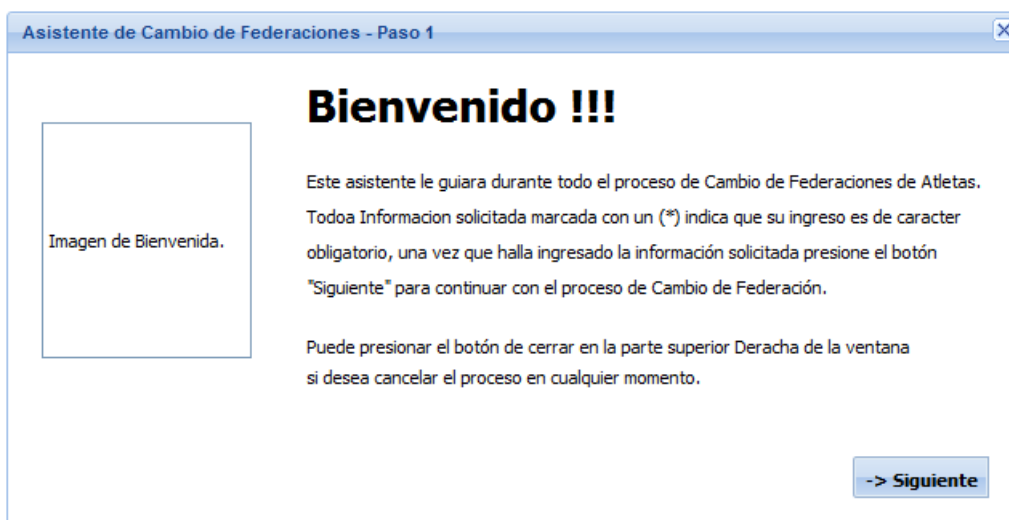 Asistente de Cambio de Federaciones - Paso 1
Bienvenido !!!
Imagen de Bienvenida.
Este asistente le guiara durante todo el proceso de Cambio de Federaciones de Atletas.
Todoa Informacion solicitada marcada con un (*) indica que su ingreso es de caracter
obligatorio, una vez que halla ingresado la información solicitada presione el botón
"Siguiente" para continuar con el proceso de Cambio de Federación.
Puede presionar el botón de cerrar en la parte superior Deracha de la ventana
si desea cancelar el proceso en cualquier momento.
-> Siguiente